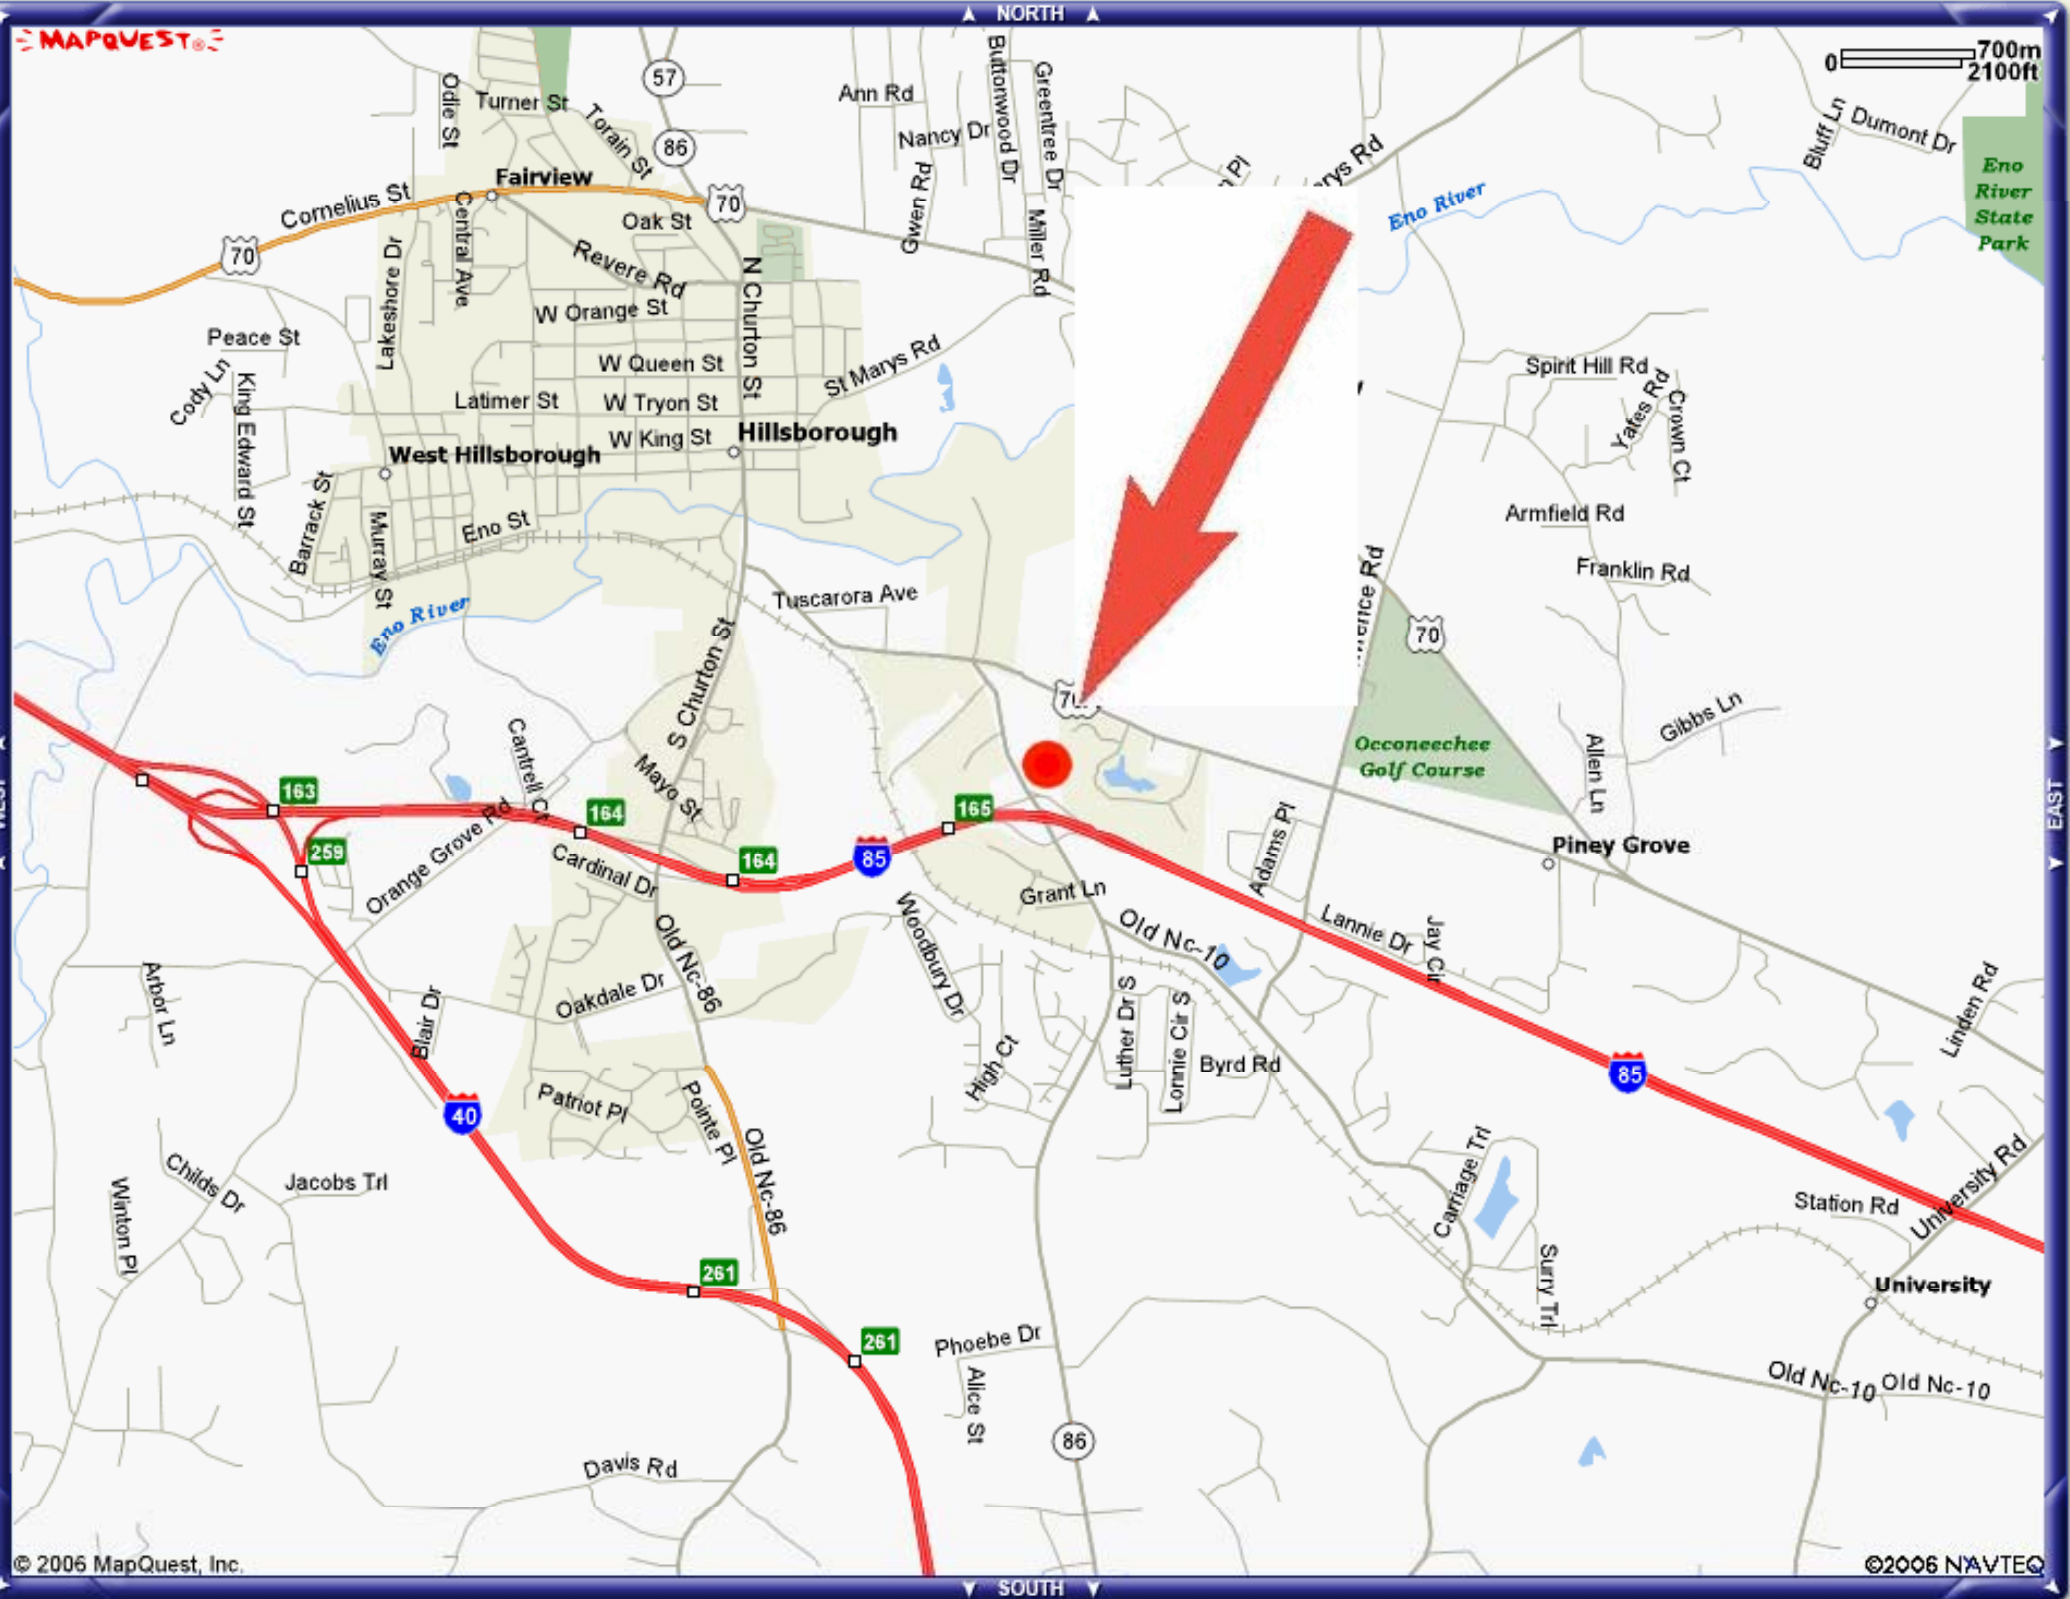 NORTH
MAPQUEST®
0 700m
2100ft
57
Ann Rd
Buttonwood Dr
Greentree Dr
Odie St
Turner St
Torain St
Nancy Dr
Bluff Ln
Dumont Dr
86
Gwen Rd
Pl
arys Rd
Eno River
Eno
River
State
Park
Fairview
Cornelius St
70
70
Central Ave
Oak St
Miller Rd
Lakeshore Dr
Revere Rd
N Churton St
W Orange St
Peace St
Cody Ln
King Edward St
W Queen St
St Marys Rd
Spirit Hill Rd
Yates Rd
Crown Ct
Latimer St
W Tryon St
W King St
Hillsborough
West Hillsborough
Barrack St
Murray St
Eno St
Armfield Rd
Franklin Rd
Eno River
Tuscarora Ave
wrence Rd
70
S Churton St
70
Gibbs Ln
Allen Ln
Cantrell Ct
Mayo St
Occoneechee
Golf Course
WEST
EAST
163
164
165
259
Orange Grove Rd
Cardinal Dr
164
85
Adams Pl
Piney Grove
Grant Ln
Woodbury Dr
Old Nc-10
Lannie Dr
Jay Cir
Old Nc-86
Arbor Ln
Blair Dr
Oakdale Dr
Luther Dr S
Lonnie Cir S
Byrd Rd
High Ct
Linden Rd
85
40
Patriot Pl
Pointe Pl
Old Nc-86
Childs Dr
Jacobs Trl
Winton Pl
Carriage Trl
Surry Trl
Station Rd
University Rd
University
261
261
Phoebe Dr
Alice St
Old Nc-10
Old Nc-10
86
Davis Rd
© 2006 MapQuest, Inc.
©2006 NAVTEQ
SOUTH